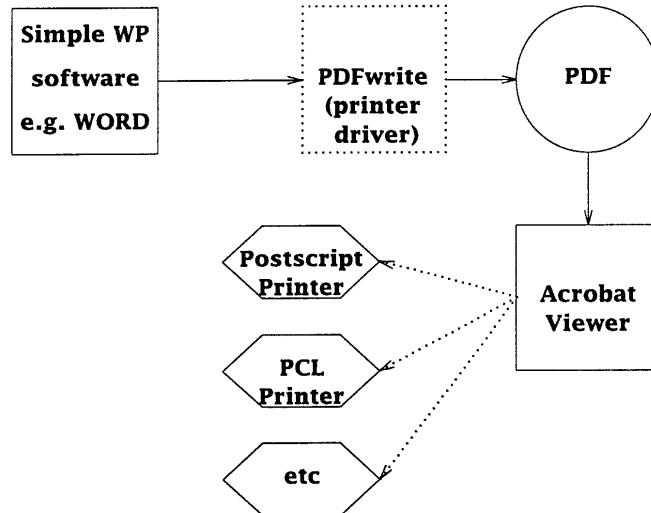 Simple WP
software
e.g. WORD
PDFwrite
(printer
driver)
PDF
Acrobat
Viewer
Postscript
Printer
PCL
Printer
etc